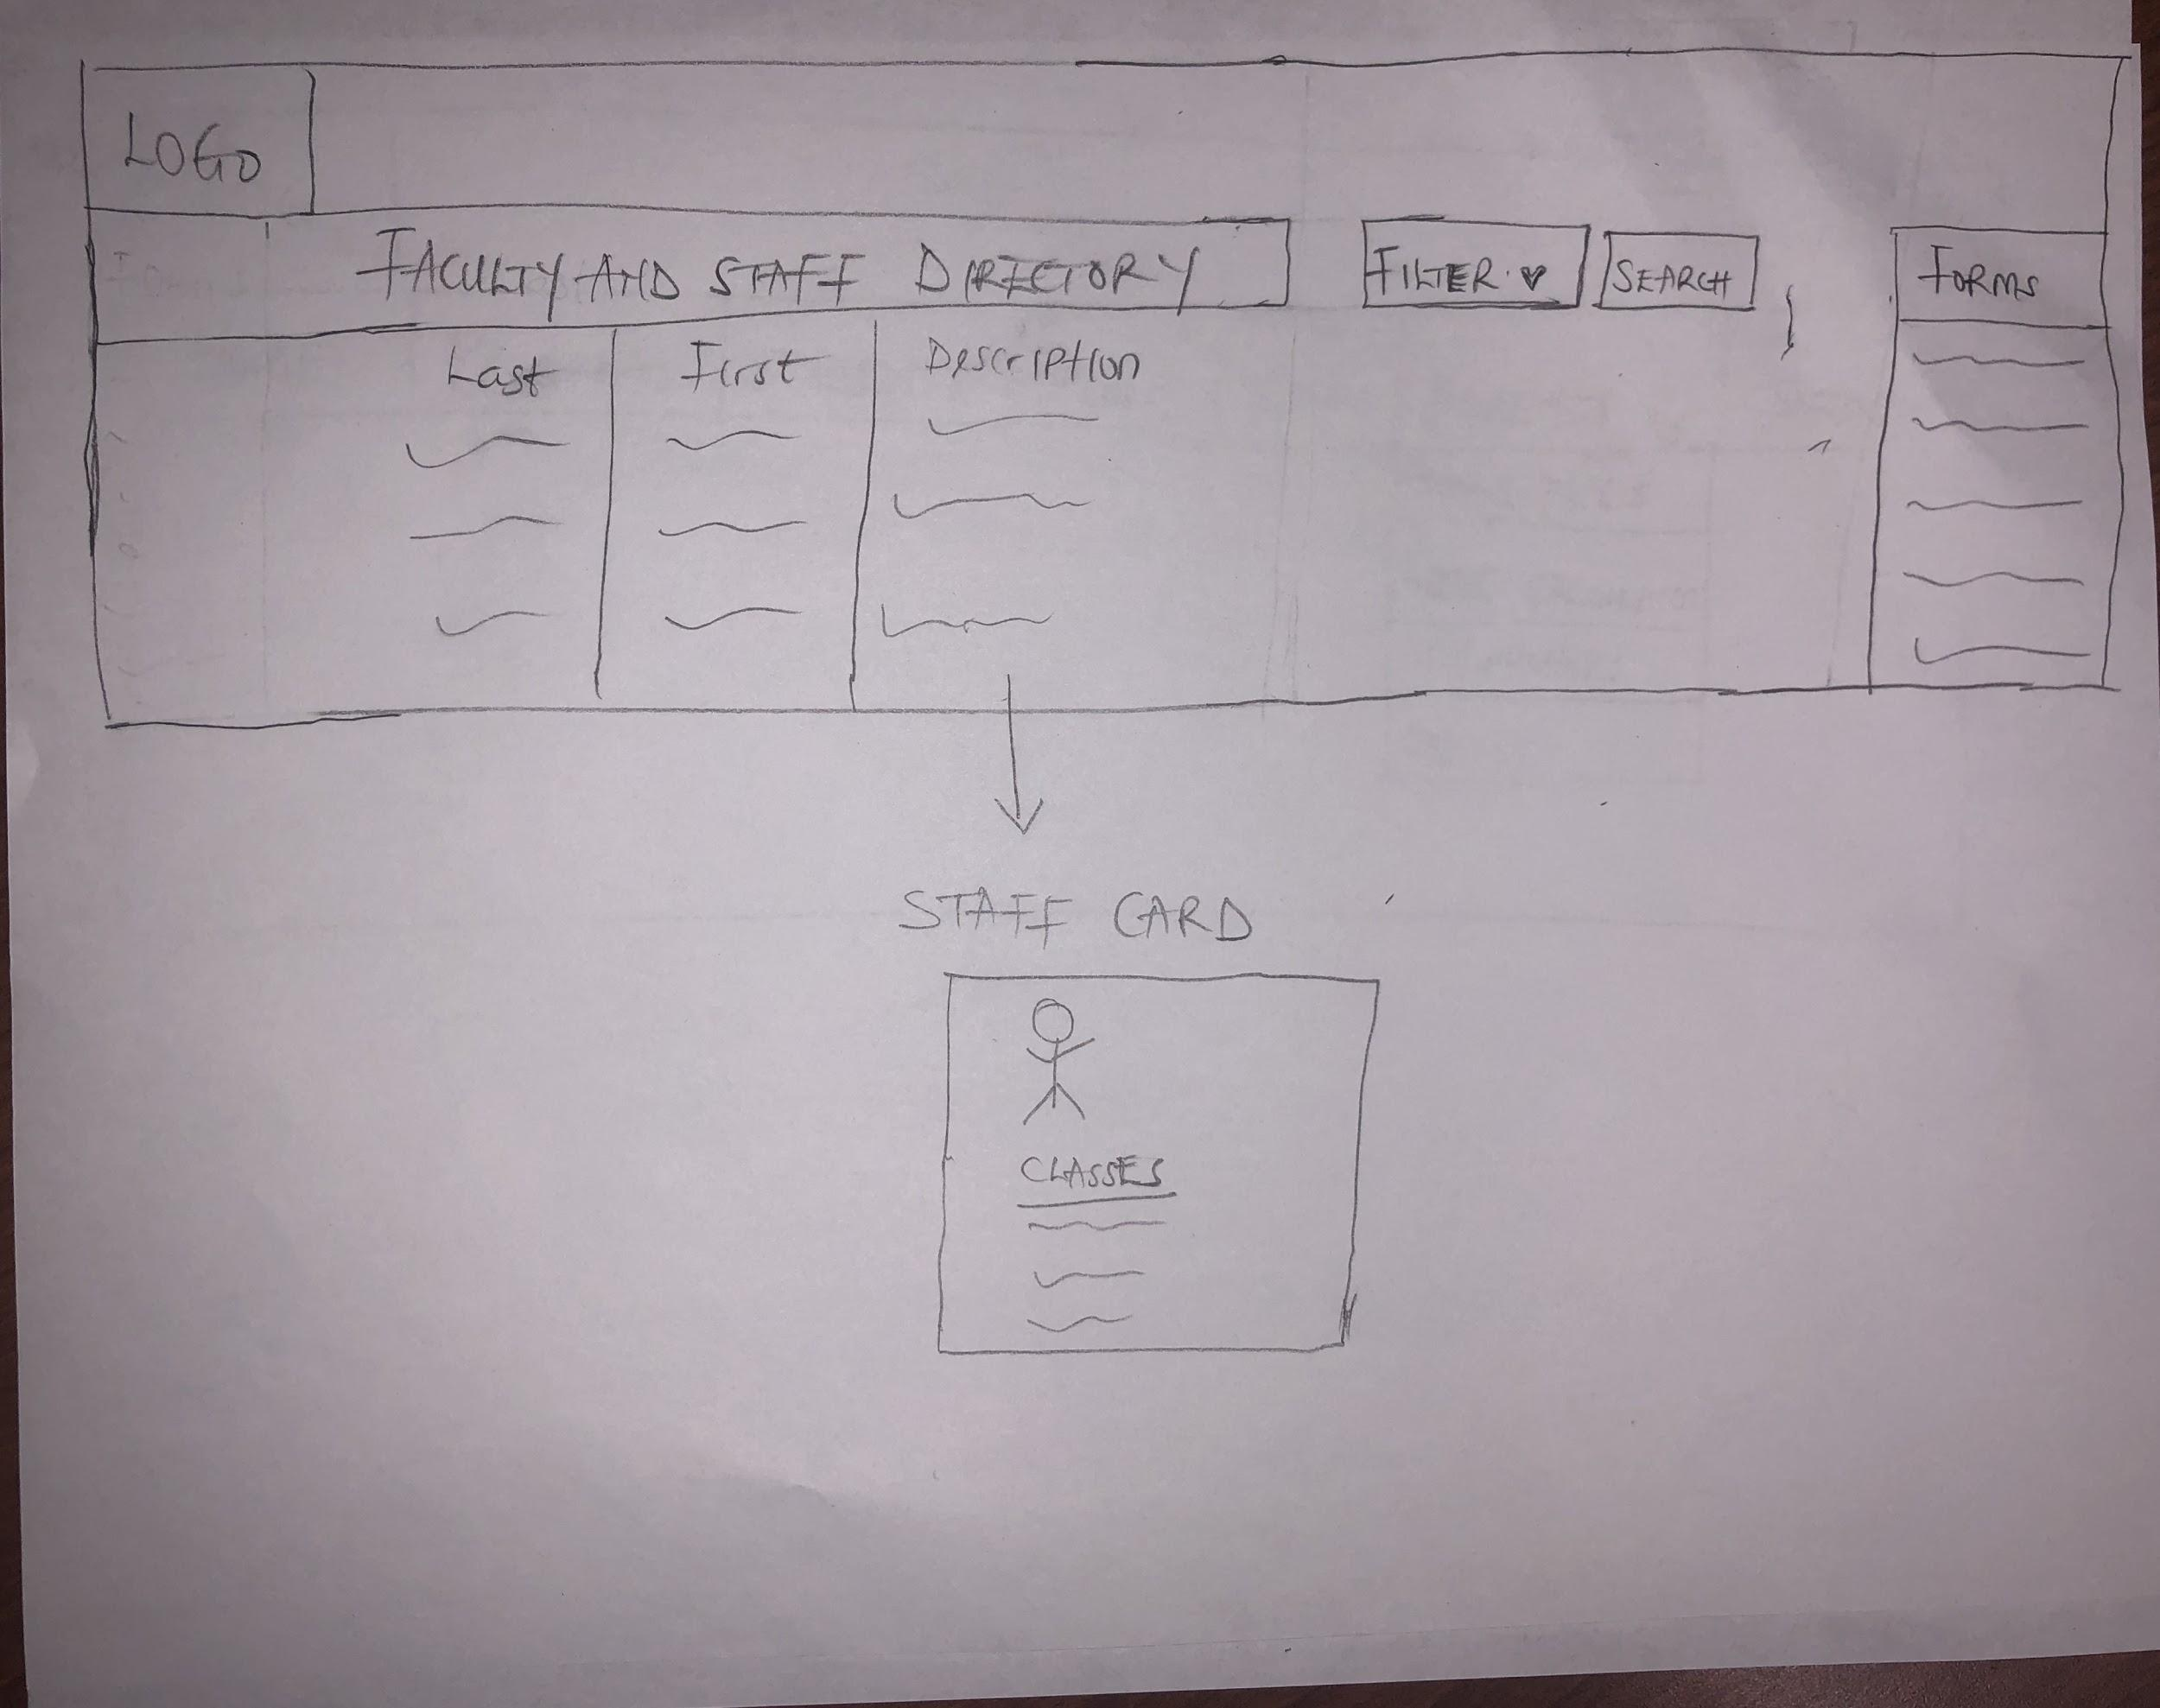 LOGO
FACULTY AND STAFF DIRECTORY
FILTER
SEARCH
FORMS
Last First Description
STAFF CARD
CLASSES